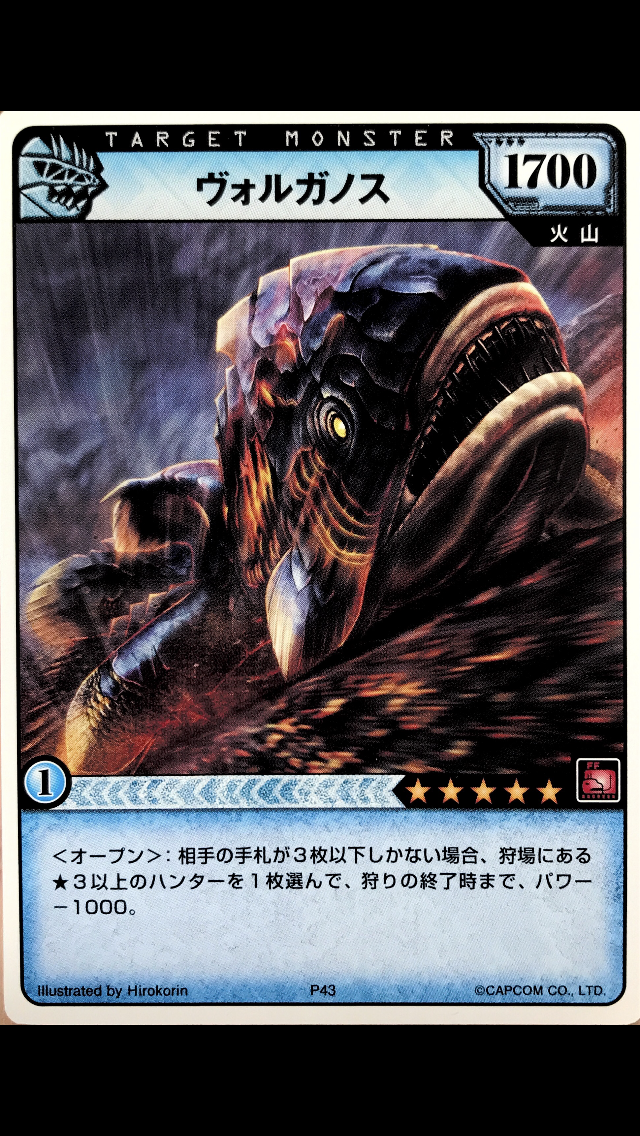 TARGET MONSTER
ヴォルガノス
1700
火山
1
★★★★★
FF
＜オープン＞：相手の手札が３枚以下しかない場合、狩場にある
★３以上のハンターを１枚選んで、狩りの終了時まで、パワー
－1000。
Illustrated by Hirokorin
P43
©CAPCOM CO., LTD.